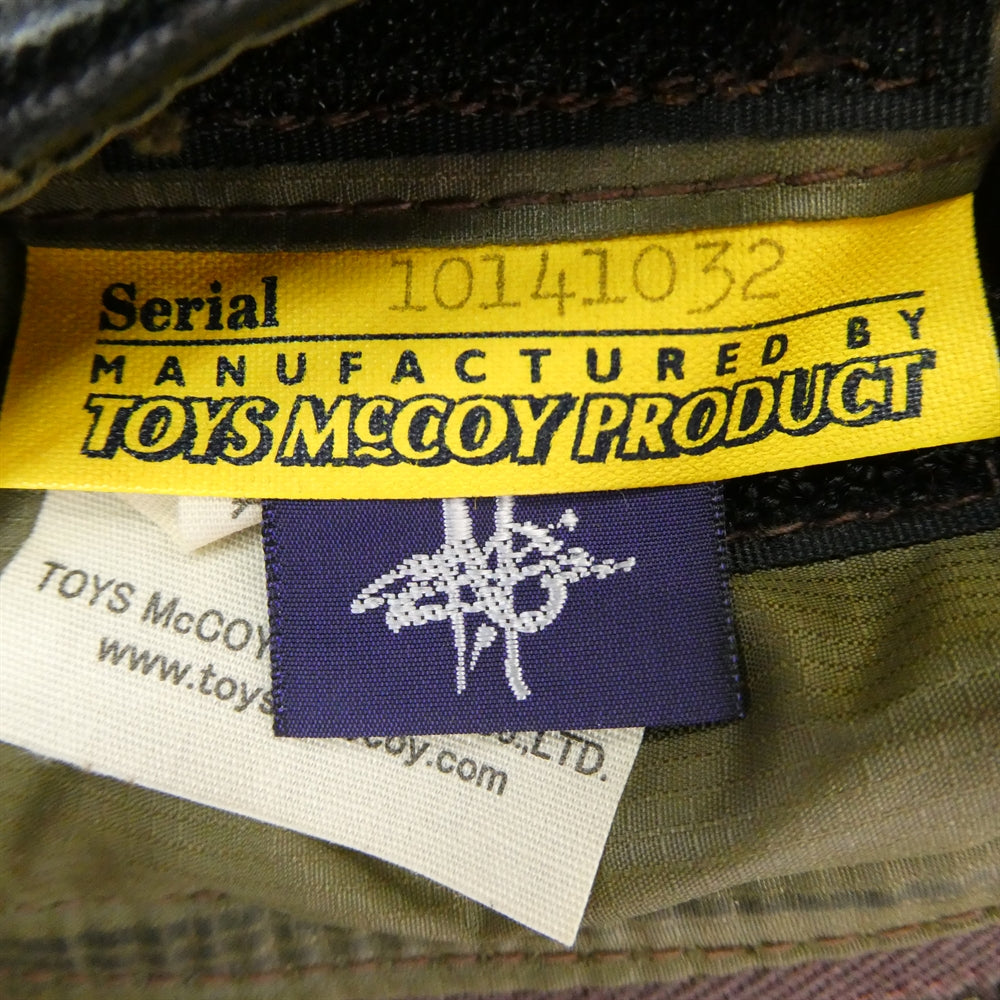 Serial 10141032
MANUFACTURED BY
TOYS McCOY PRODUCT
TOYS McCOY
LTD.
www.toys
coy.com